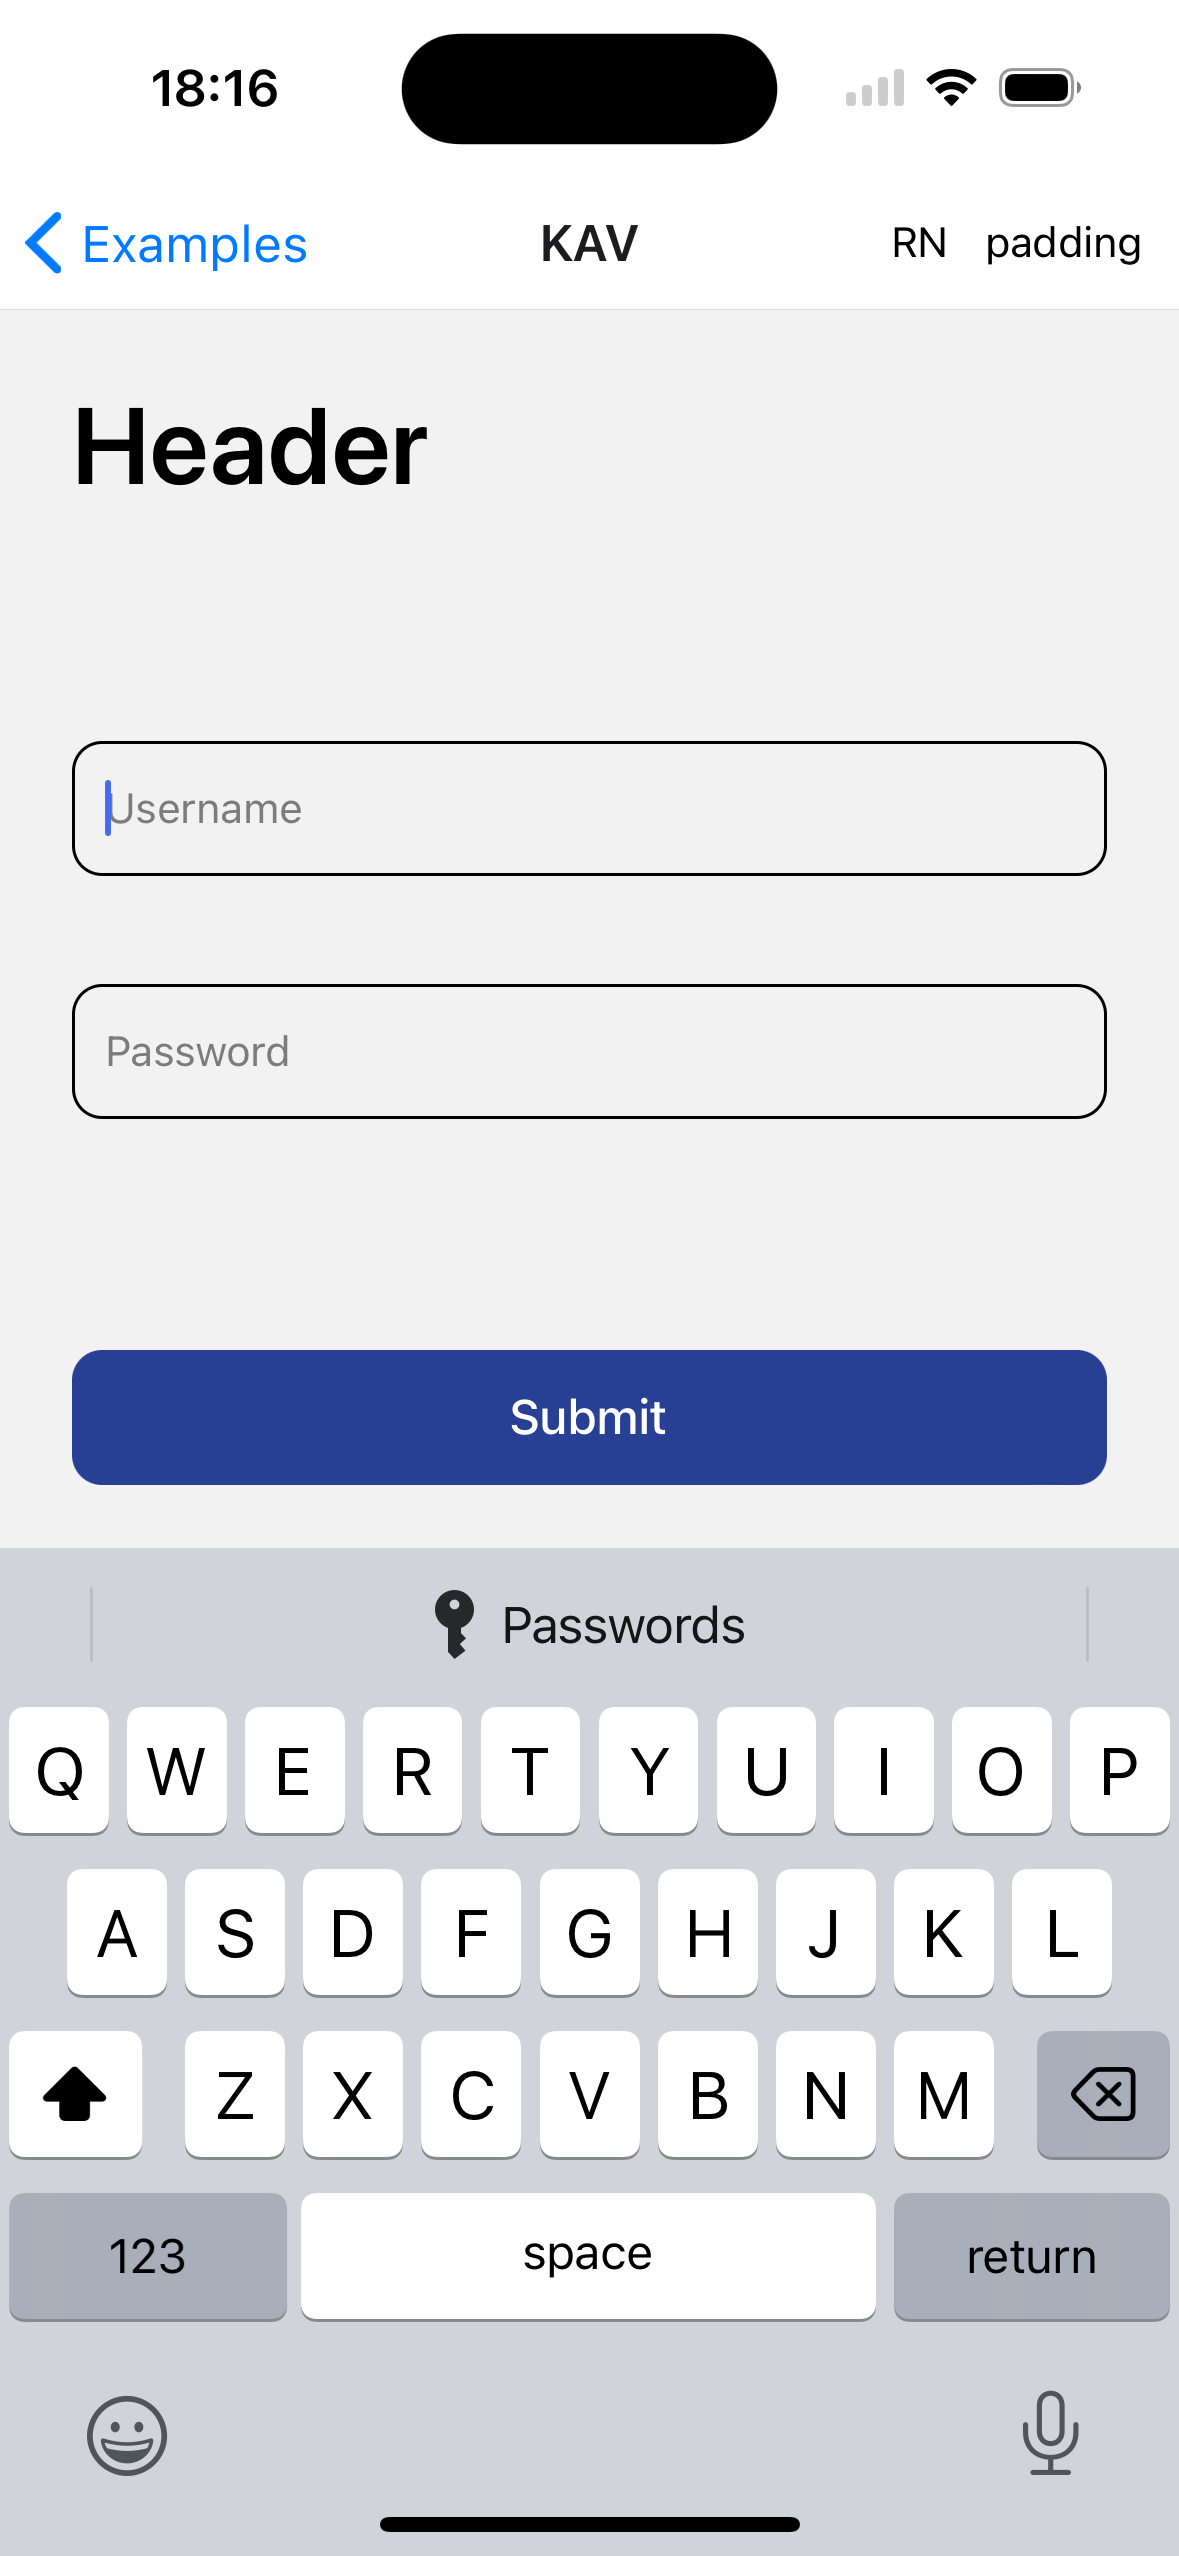 18:16
Examples KAV RN padding
Header
Username
Password
Submit
Passwords
Q W E R T Y U I O P
A S D F G H J K L
Z X C V B N M
123 space return